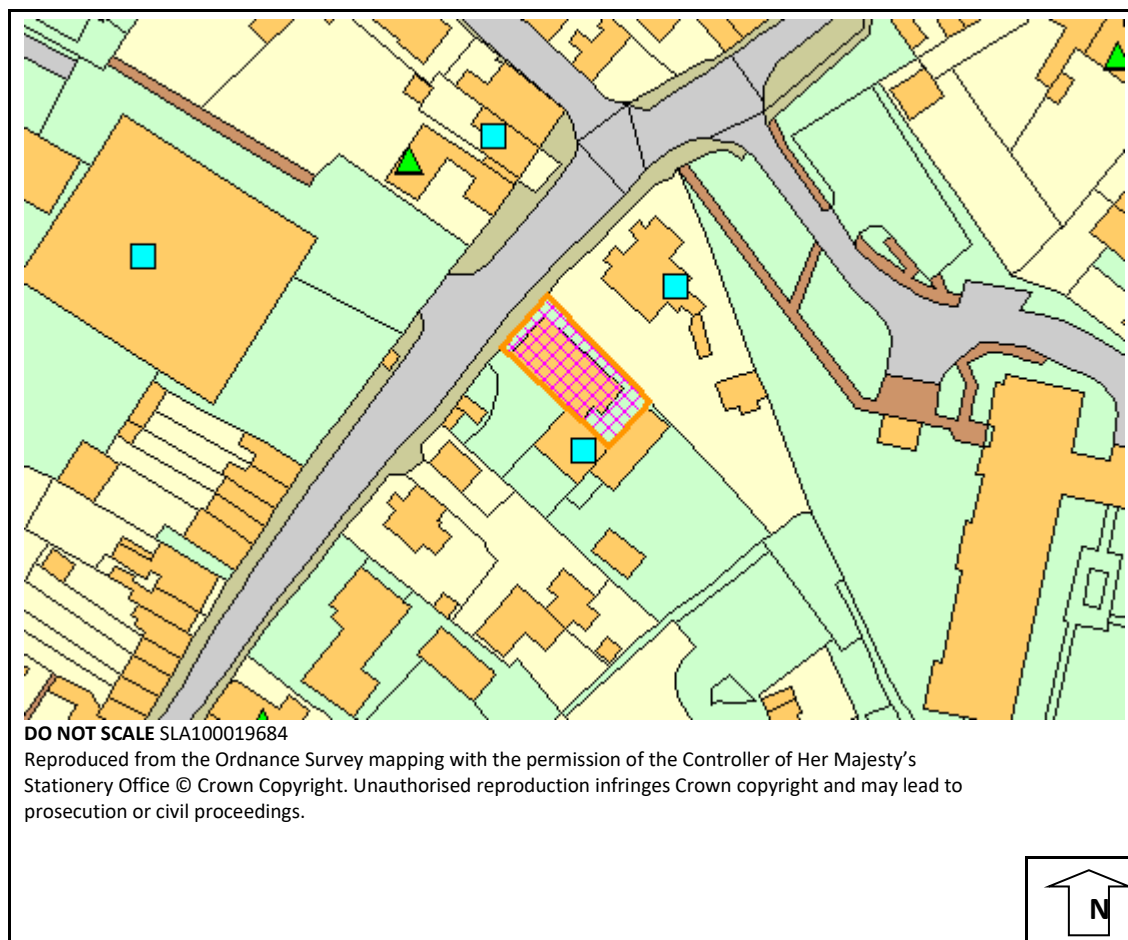 DO NOT SCALE SLA100019684
Reproduced from the Ordnance Survey mapping with the permission of the Controller of Her Majesty’s
Stationery Office © Crown Copyright. Unauthorised reproduction infringes Crown copyright and may lead to
prosecution or civil proceedings.
N